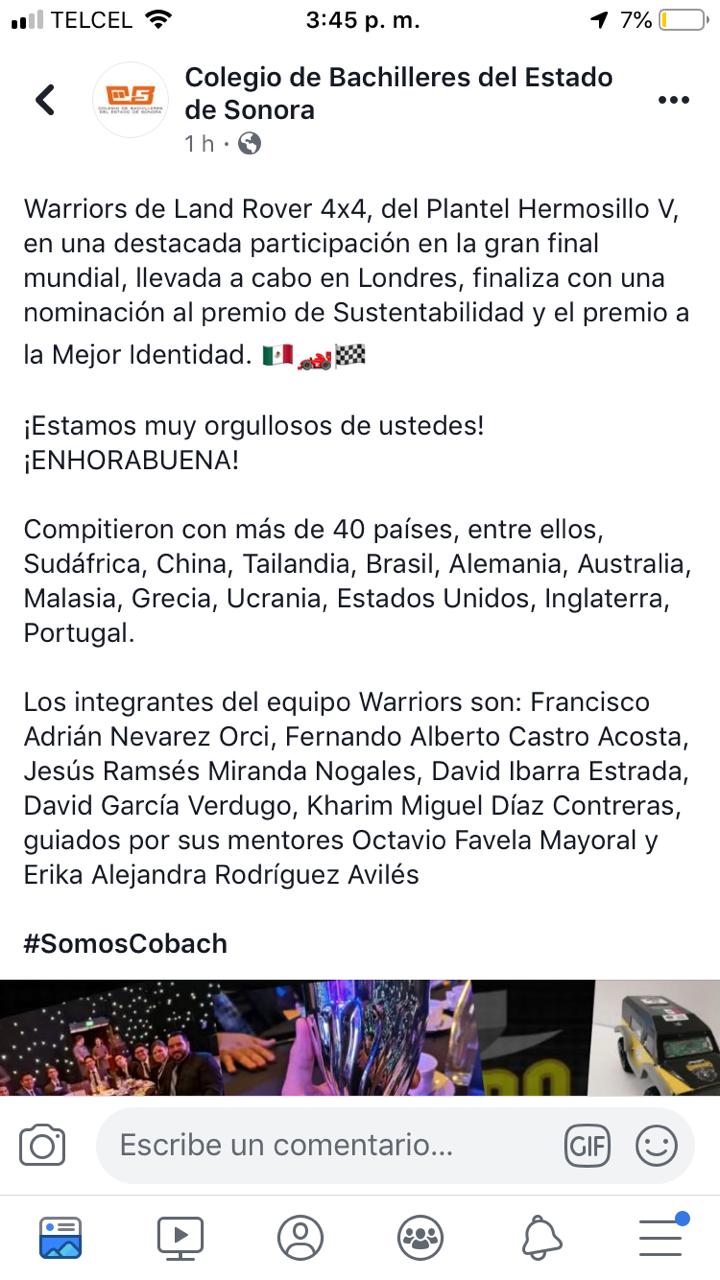 TELCEL 3:45 p. m. 7%
Colegio de Bachilleres del Estado
de Sonora
1 h ·
Warriors de Land Rover 4x4, del Plantel Hermosillo V,
en una destacada participación en la gran final
mundial, llevada a cabo en Londres, finaliza con una
nominación al premio de Sustentabilidad y el premio a
la Mejor Identidad. 🇲🇽🏎🏁
¡Estamos muy orgullosos de ustedes!
¡ENHORABUENA!
Compitieron con más de 40 países, entre ellos,
Sudáfrica, China, Tailandia, Brasil, Alemania, Australia,
Malasia, Grecia, Ucrania, Estados Unidos, Inglaterra,
Portugal.
Los integrantes del equipo Warriors son: Francisco
Adrián Nevarez Orci, Fernando Alberto Castro Acosta,
Jesús Ramsés Miranda Nogales, David Ibarra Estrada,
David García Verdugo, Kharim Miguel Díaz Contreras,
guiados por sus mentores Octavio Favela Mayoral y
Erika Alejandra Rodríguez Avilés
#SomosCobach
Escribe un comentario... GIF